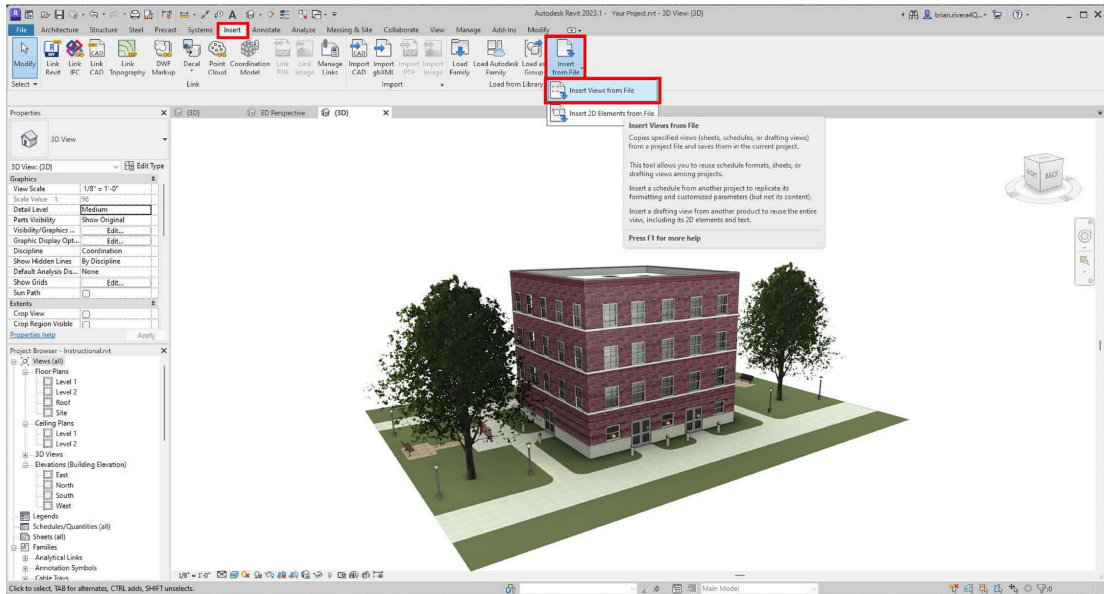 Autodesk Revit 2023.1 - Your Project.rvt - 3D View: {3D}
brian.rivera4Q...
File Architecture Structure Steel Precast Systems Insert Annotate Analyze Massing & Site Collaborate View Manage Add-Ins Modify
Modify
Link Revit
Link IFC
Link CAD
Link Topography
DWF Markup
Decal
Point Cloud
Coordination Model
Link PDF
Link Image
Manage Links
Import CAD
Import gbXML
Import PDF
Import Image
Load Family
Load Autodesk Family
Load as Group
Insert from File
Select
Link
Import
Load from Library
Insert Views from File
Insert 2D Elements from File
Insert Views from File
Copies specified views (sheets, schedules, or drafting views)
from a project file and saves them in the current project.
This tool allows you to reuse schedule formats, sheets, or
drafting views among projects.
Insert a schedule from another project to replicate its
formatting and customized parameters (but not its content).
Insert a drafting view from another product to reuse the entire
view, including its 2D elements and text.
Press F1 for more help
Properties
{3D}
3D Perspective
{3D}
3D View
3D View: {3D}
Edit Type
Graphics
View Scale 1/8" = 1'-0"
Scale Value 1: 96
Detail Level Medium
Parts Visibility Show Original
Visibility/Graphics ... Edit...
Graphic Display Opt... Edit...
Discipline Coordination
Show Hidden Lines By Discipline
Default Analysis Dis... None
Show Grids Edit...
Sun Path
Extents
Crop View
Crop Region Visible
Properties help
Apply
Project Browser - Instructional.rvt
Views (all)
Floor Plans
Level 1
Level 2
Roof
Site
Ceiling Plans
Level 1
Level 2
3D Views
Elevations (Building Elevation)
East
North
South
West
Legends
Schedules/Quantities (all)
Sheets (all)
Families
Analytical Links
Annotation Symbols
Cable Trays
RIGHT
BACK
1/8" = 1'-0"
Click to select, TAB for alternates, CTRL adds, SHIFT unselects.
:0
Main Model
:0